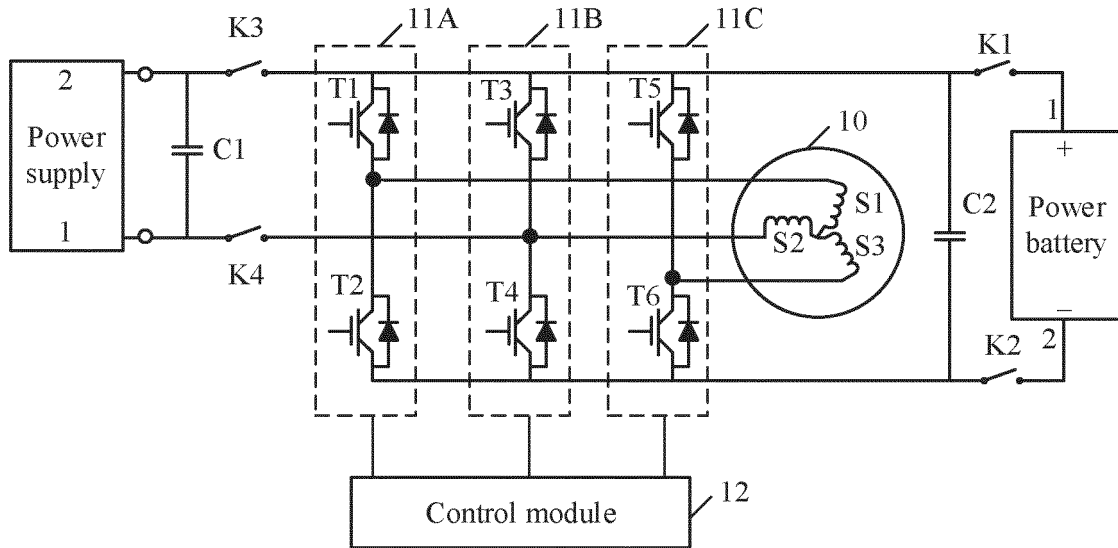 11A
11B
11C
K3
K1
2
T1
T3
T5
1
10
+
Power
supply
C1
S1
C2
Power
battery
S2
S3
1
K4
T2
T4
T6
−
2
K2
12
Control module